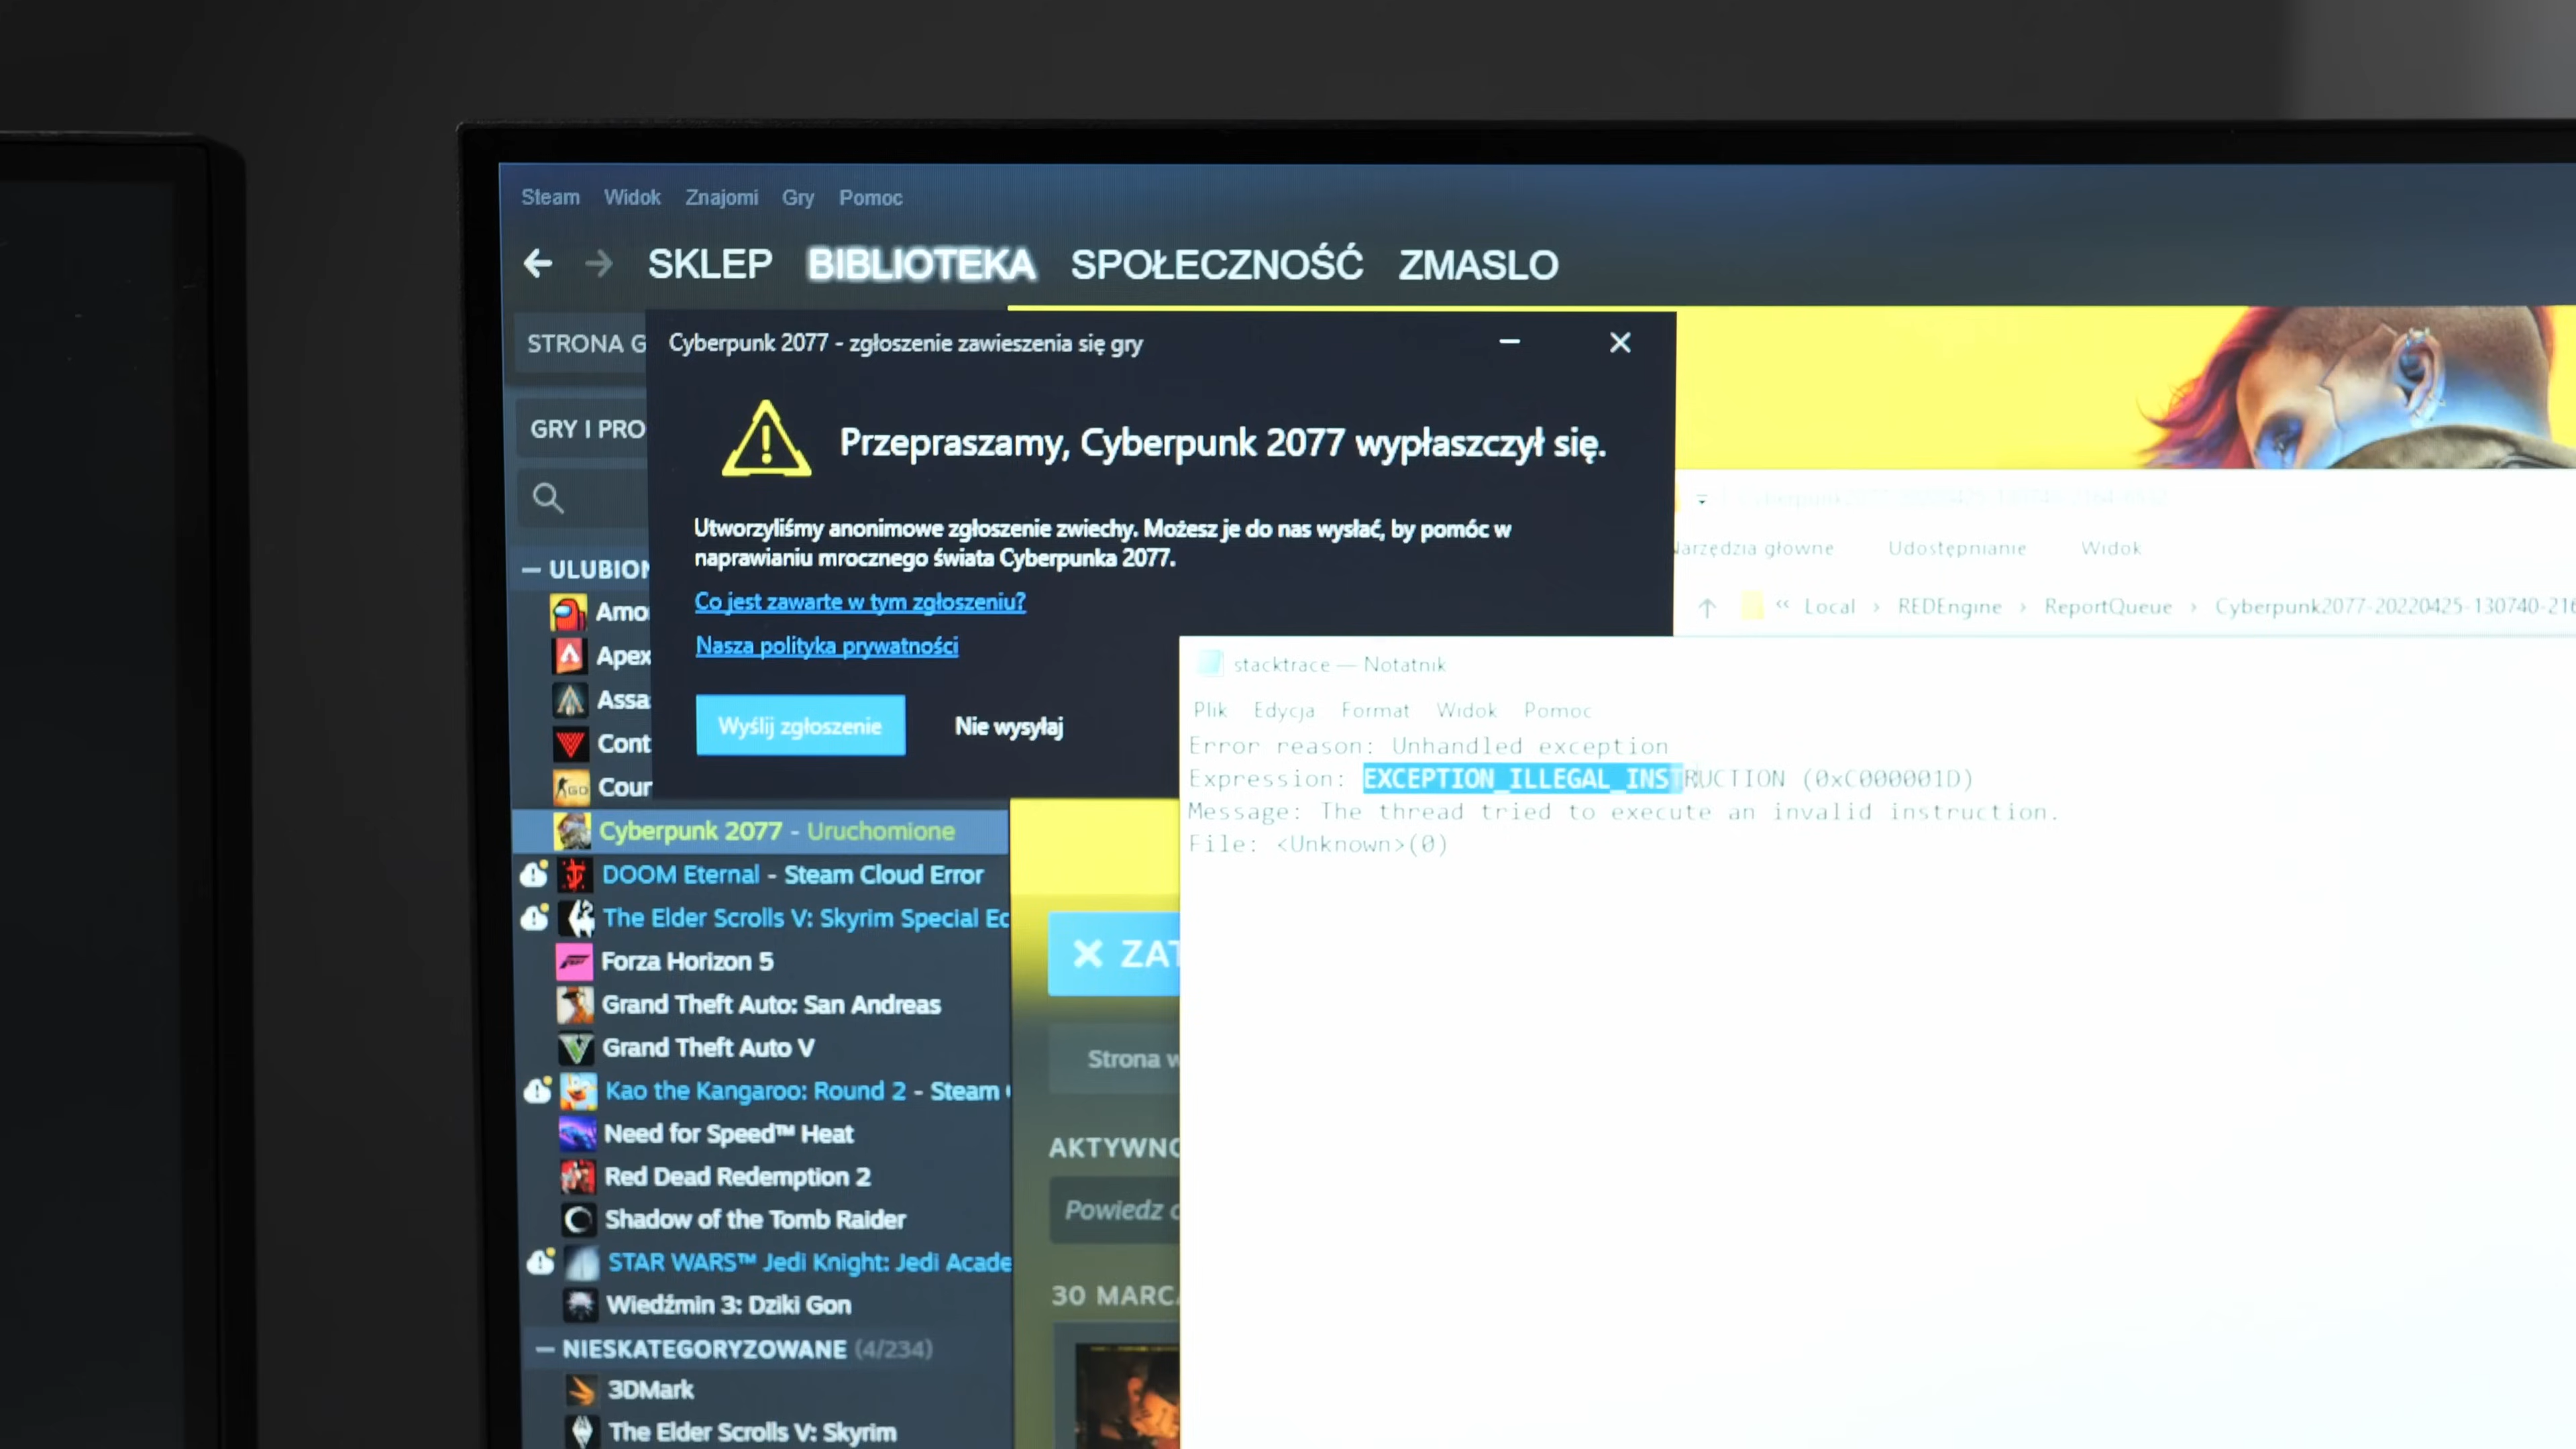 Steam Widok Znajomi Gry Pomoc
SKLEP BIBLIOTEKA SPOŁECZNOŚĆ ZMASLO
STRONA G
Cyberpunk 2077 - zgłoszenie zawieszenia się gry
GRY I PRO
Przepraszamy, Cyberpunk 2077 wypłaszczył się.
Utworzyliśmy anonimowe zgłoszenie zwiechy. Możesz je do nas wysłać, by pomóc w
naprawianiu mrocznego świata Cyberpunka 2077.
Co jest zawarte w tym zgłoszeniu?
Nasza polityka prywatności
Wyślij zgłoszenie Nie wysyłaj
Narzędzia główne Udostępnianie Widok
« Local › REDEngine › ReportQueue › Cyberpunk2077-20220425-130740-216
stacktrace — Notatnik
Plik Edycja Format Widok Pomoc
Error reason: Unhandled exception
Expression: EXCEPTION_ILLEGAL_INSTRUCTION (0xC000001D)
Message: The thread tried to execute an invalid instruction.
File: <Unknown>(0)
— ULUBION
Amo
Apex
Assa
Cont
Cour
Cyberpunk 2077 - Uruchomione
DOOM Eternal - Steam Cloud Error
The Elder Scrolls V: Skyrim Special Ed
Forza Horizon 5
Grand Theft Auto: San Andreas
Grand Theft Auto V
Kao the Kangaroo: Round 2 - Steam
Need for Speed™ Heat
Red Dead Redemption 2
Shadow of the Tomb Raider
STAR WARS™ Jedi Knight: Jedi Acade
Wiedźmin 3: Dziki Gon
— NIESKATEGORYZOWANE (4/234)
3DMark
The Elder Scrolls V: Skyrim
ZAT
Strona w
AKTYWNO
Powiedz c
30 MARCA